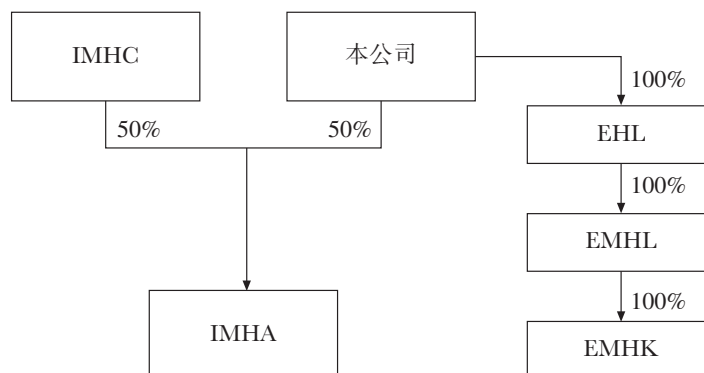 IMHC
本公司
50%
50%
100%
EHL
100%
EMHL
100%
IMHA
EMHK